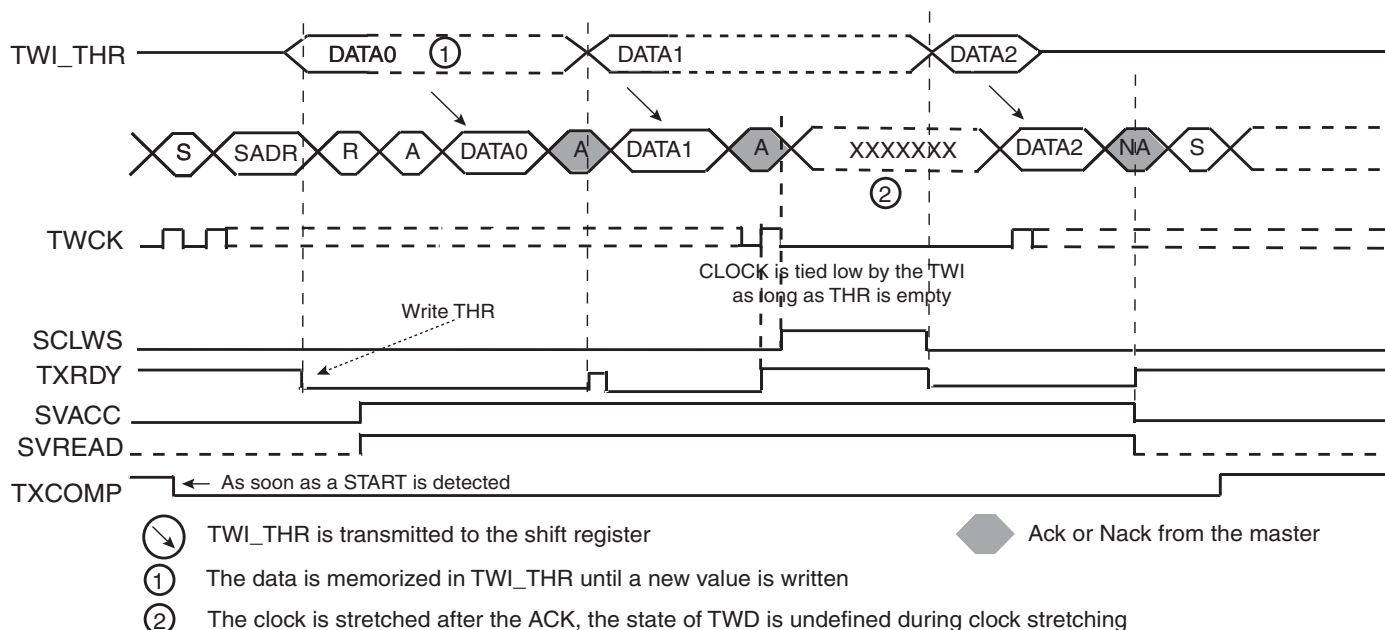 TWI_THR DATA0 1 DATA1 DATA2
S SADR R A DATA0 A DATA1 A XXXXXXX DATA2 NA S
2
TWCK
CLOCK is tied low by the TWI
as long as THR is empty
Write THR
SCLWS
TXRDY
SVACC
SVREAD
TXCOMP As soon as a START is detected
TWI_THR is transmitted to the shift register Ack or Nack from the master
1 The data is memorized in TWI_THR until a new value is written
2 The clock is stretched after the ACK, the state of TWD is undefined during clock stretching